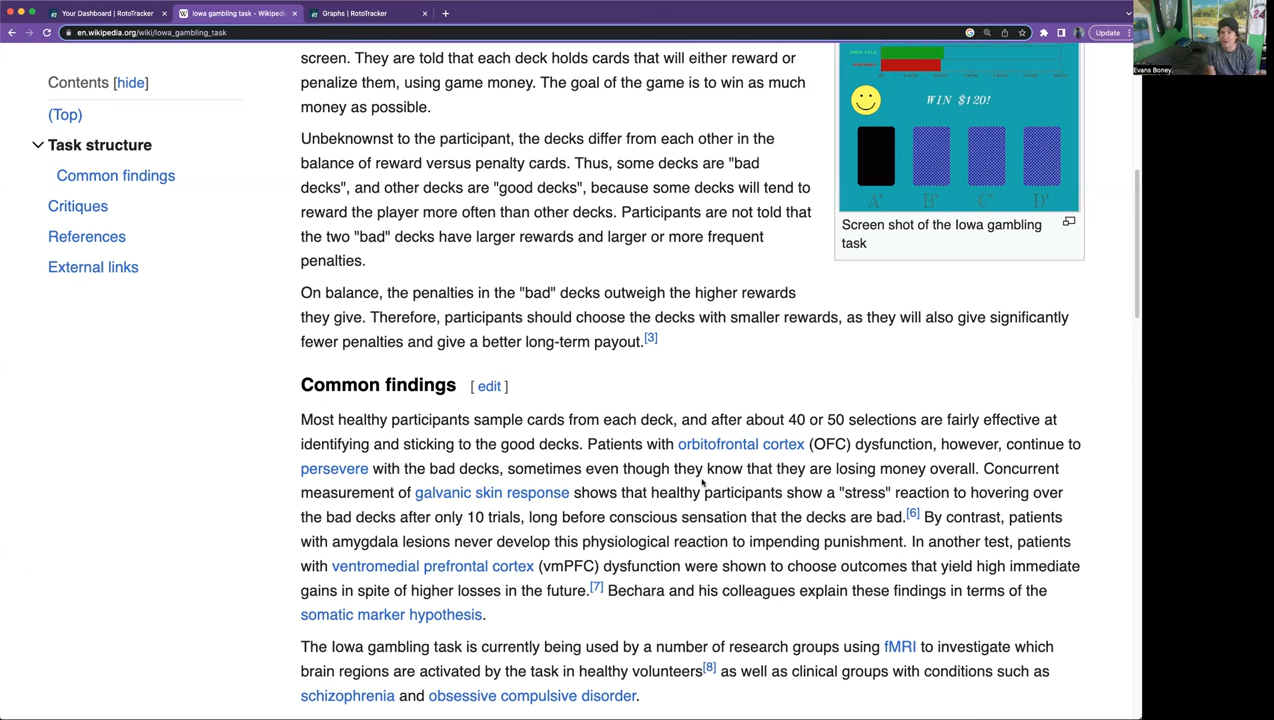 Your Dashboard | RotoTracker
Iowa gambling task - Wikipedia
Graphs | RotoTracker
en.wikipedia.org/wiki/Iowa_gambling_task
Update
Evans Boney
Contents [hide]
(Top)
Task structure
Common findings
Critiques
References
External links
screen. They are told that each deck holds cards that will either reward or
penalize them, using game money. The goal of the game is to win as much
money as possible.
Unbeknownst to the participant, the decks differ from each other in the
balance of reward versus penalty cards. Thus, some decks are "bad
decks", and other decks are "good decks", because some decks will tend to
reward the player more often than other decks. Participants are not told that
the two "bad" decks have larger rewards and larger or more frequent
penalties.
WIN $120!
A' B' C' D'
Screen shot of the Iowa gambling
task
On balance, the penalties in the "bad" decks outweigh the higher rewards
they give. Therefore, participants should choose the decks with smaller rewards, as they will also give significantly
fewer penalties and give a better long-term payout.[3]
Common findings [ edit ]
Most healthy participants sample cards from each deck, and after about 40 or 50 selections are fairly effective at
identifying and sticking to the good decks. Patients with orbitofrontal cortex (OFC) dysfunction, however, continue to
persevere with the bad decks, sometimes even though they know that they are losing money overall. Concurrent
measurement of galvanic skin response shows that healthy participants show a "stress" reaction to hovering over
the bad decks after only 10 trials, long before conscious sensation that the decks are bad.[6] By contrast, patients
with amygdala lesions never develop this physiological reaction to impending punishment. In another test, patients
with ventromedial prefrontal cortex (vmPFC) dysfunction were shown to choose outcomes that yield high immediate
gains in spite of higher losses in the future.[7] Bechara and his colleagues explain these findings in terms of the
somatic marker hypothesis.
The Iowa gambling task is currently being used by a number of research groups using fMRI to investigate which
brain regions are activated by the task in healthy volunteers[8] as well as clinical groups with conditions such as
schizophrenia and obsessive compulsive disorder.